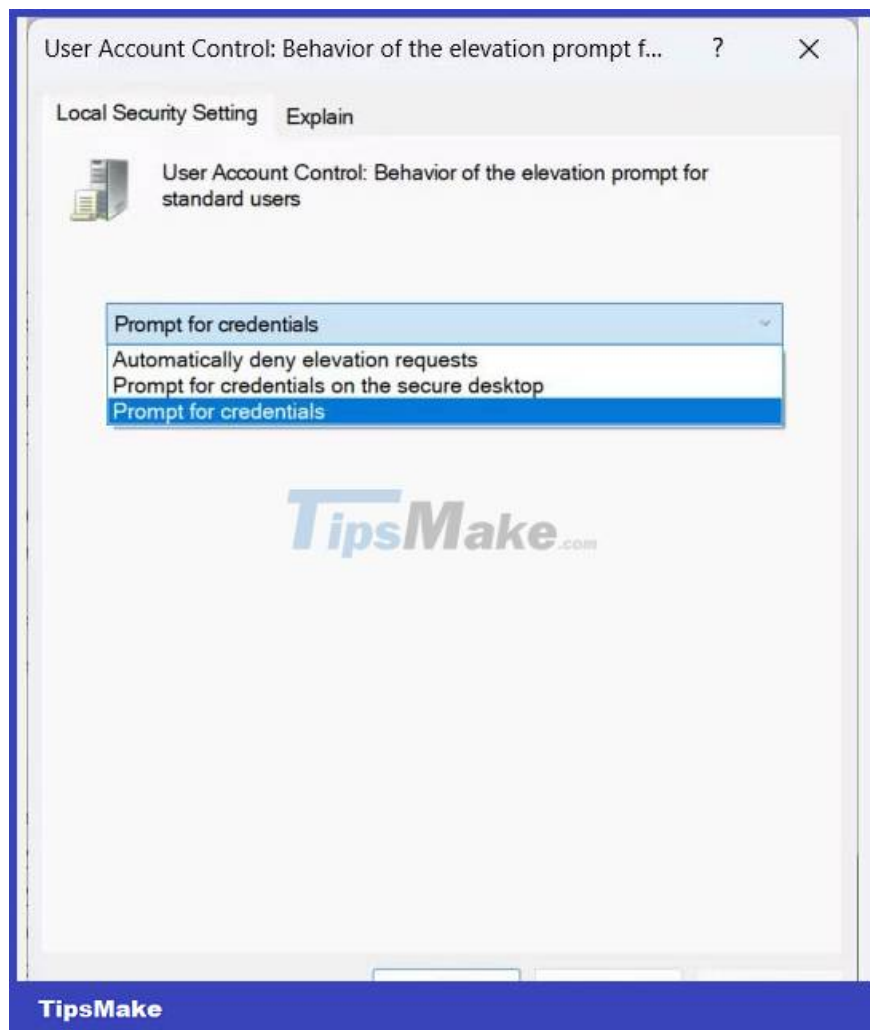 User Account Control: Behavior of the elevation prompt f...
?
Local Security Setting
Explain
User Account Control: Behavior of the elevation prompt for
standard users
Prompt for credentials
Automatically deny elevation requests
Prompt for credentials on the secure desktop
Prompt for credentials
TipsMake.com
TipsMake